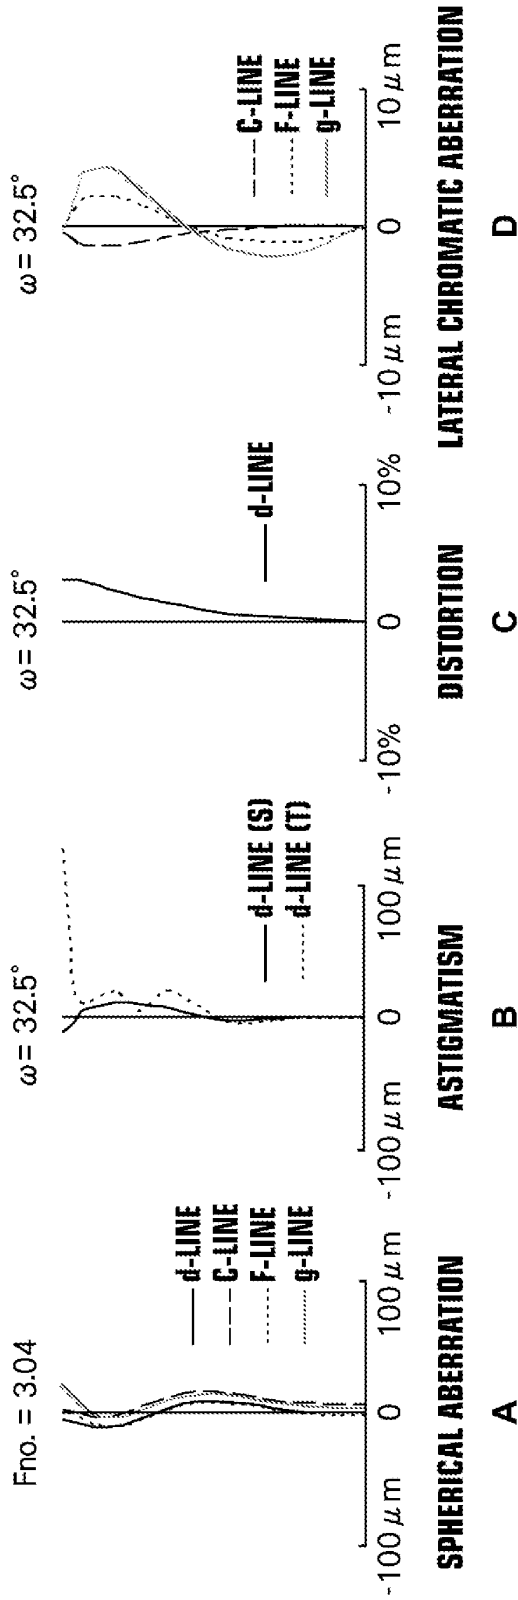 Fno. = 3.04
d-LINE
C-LINE
F-LINE
g-LINE
-100 μm
0
100 μm
SPHERICAL ABERRATION
A
ω = 32.5°
d-LINE (S)
d-LINE (T)
-100 μm
0
100 μm
ASTIGMATISM
B
ω = 32.5°
d-LINE
-10%
0
10%
DISTORTION
C
ω = 32.5°
C-LINE
F-LINE
g-LINE
-10 μm
0
10 μm
LATERAL CHROMATIC ABERRATION
D